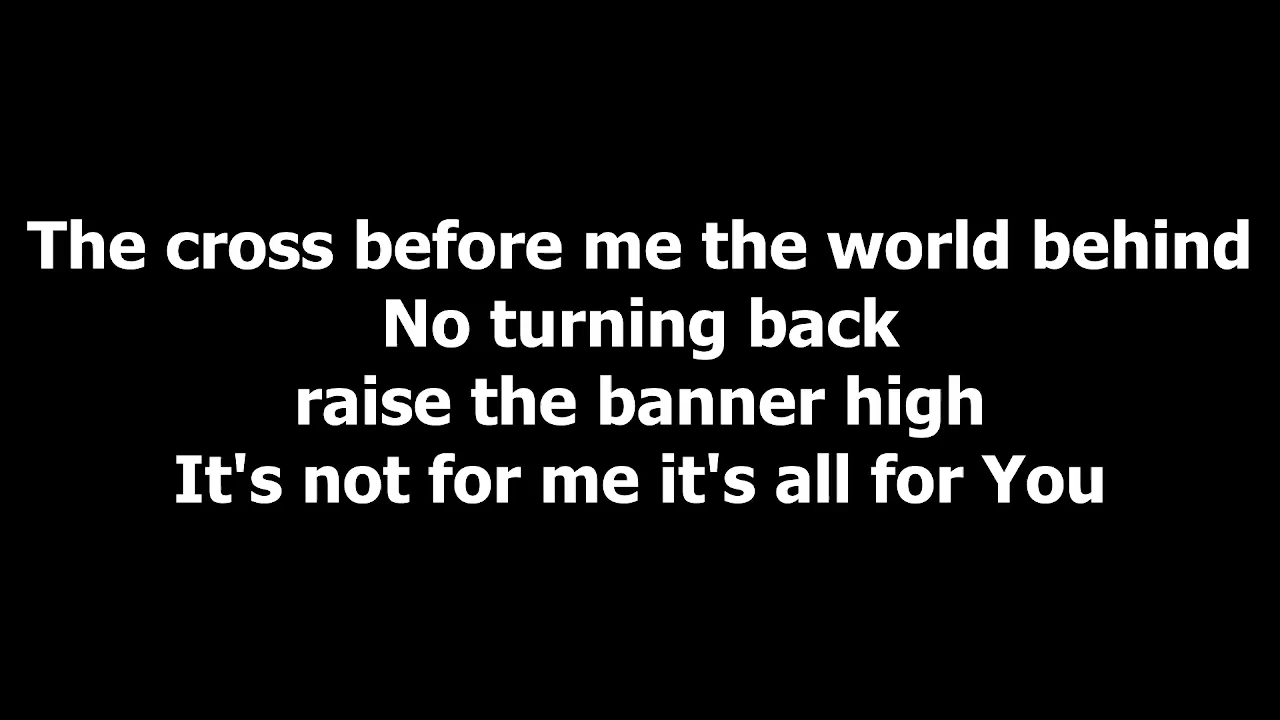 The cross before me the world behind
No turning back
raise the banner high
It's not for me it's all for You